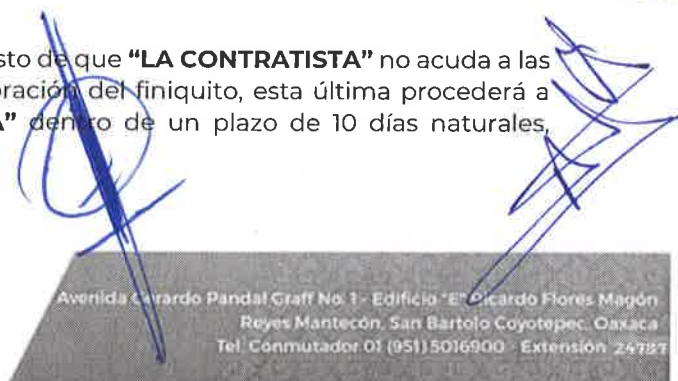 sto de que "LA CONTRATISTA" no acuda a las
oración del finiquito, esta última procederá a
A" dentro de un plazo de 10 días naturales,
Avenida Gerardo Pandal Graff No. 1 - Edificio "E" Ricardo Flores Magón
Reyes Mantecón, San Bartolo Coyotepec, Oaxaca
Tel. Conmutador 01 (951) 5016900 - Extensión 24787